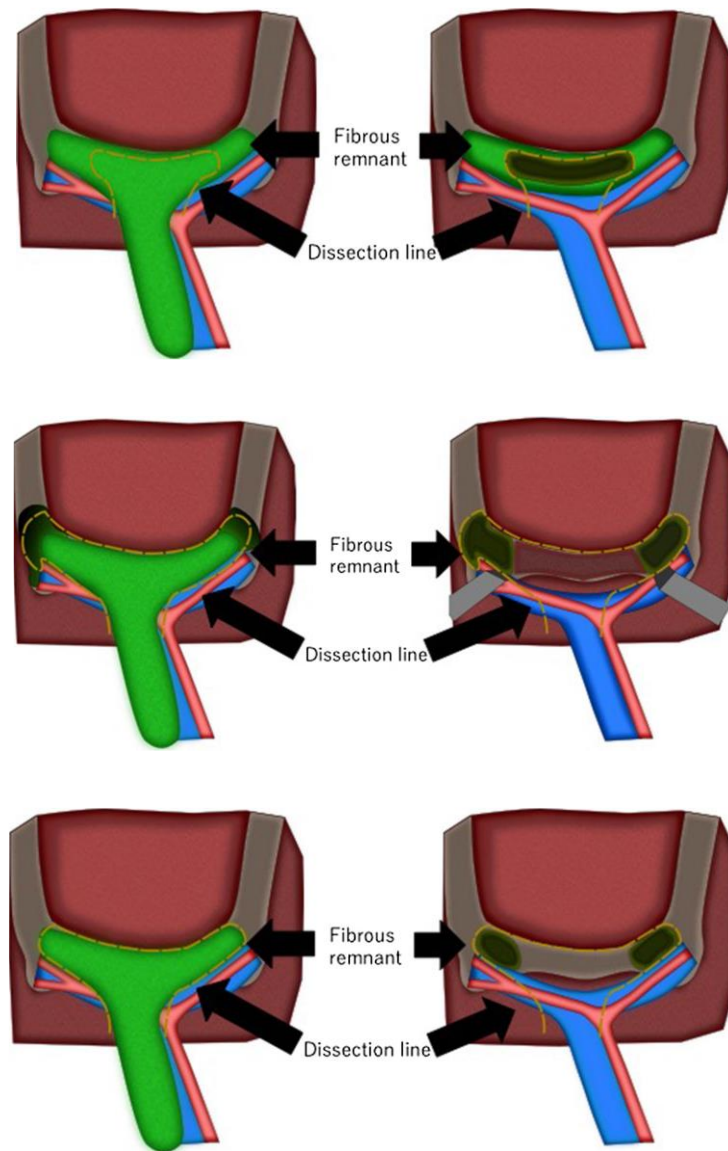 Fibrous
remnant
Dissection line
Fibrous
remnant
Dissection line
Fibrous
remnant
Dissection line